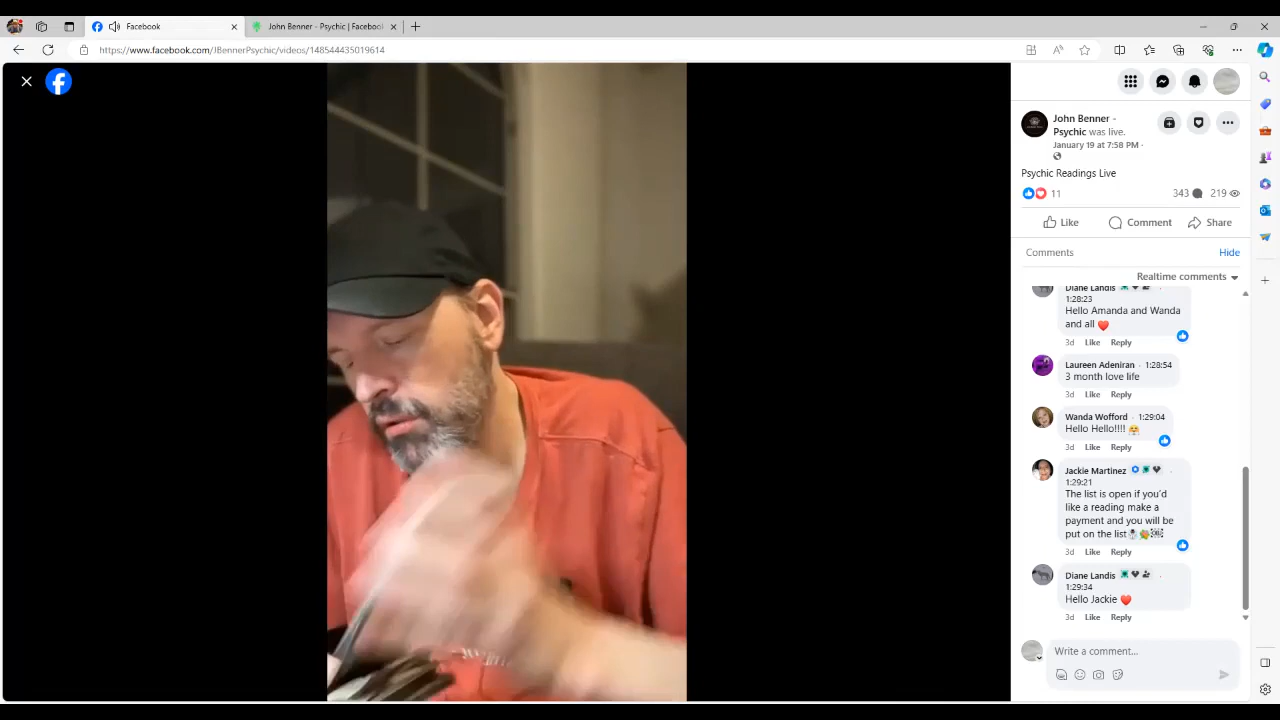 Facebook
John Benner - Psychic | Facebook
https://www.facebook.com/JBennerPsychic/videos/148544435019614
John Benner -
Psychic was live.
January 19 at 7:58 PM ·
Psychic Readings Live
11
343
219
Like
Comment
Share
Comments
Hide
Realtime comments
Diane Landis
1:28:23
Hello Amanda and Wanda
and all ❤️
3d Like Reply
Laureen Adeniran · 1:28:54
3 month love life
3d Like Reply
Wanda Wofford · 1:29:04
Hello Hello!!!!
3d Like Reply
Jackie Martinez
1:29:21
The list is open if you'd
like a reading make a
payment and you will be
put on the list
3d Like Reply
Diane Landis
1:29:34
Hello Jackie ❤️
3d Like Reply
Write a comment...